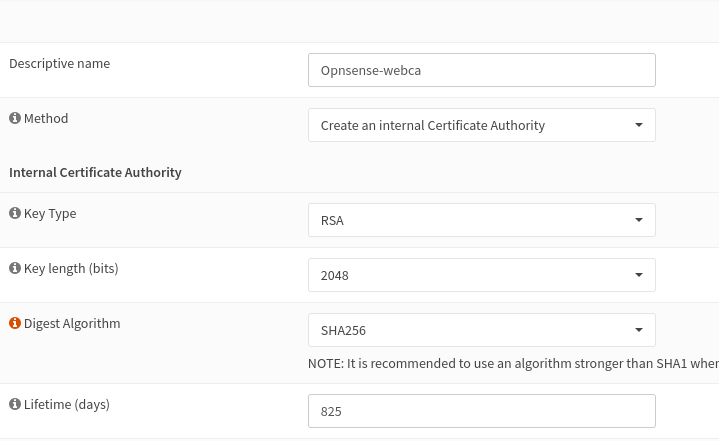 Descriptive name
Opnsense-webca
Method
Create an internal Certificate Authority
Internal Certificate Authority
Key Type
RSA
Key length (bits)
2048
Digest Algorithm
SHA256
NOTE: It is recommended to use an algorithm stronger than SHA1 when
Lifetime (days)
825